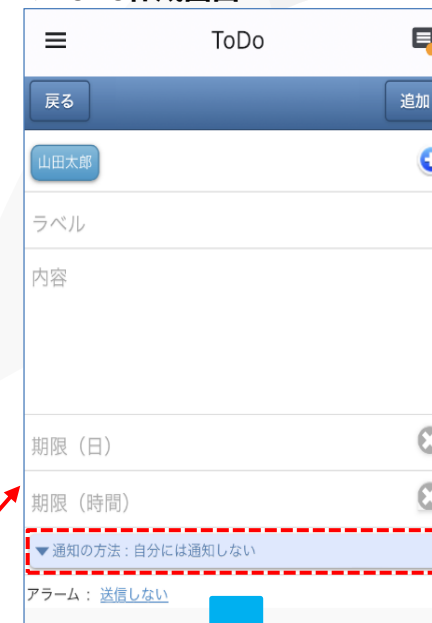 ToDo
戻る
追加
山田太郎
ラベル
内容
期限（日）
期限（時間）
▼通知の方法 : 自分には通知しない
アラーム : 送信しない